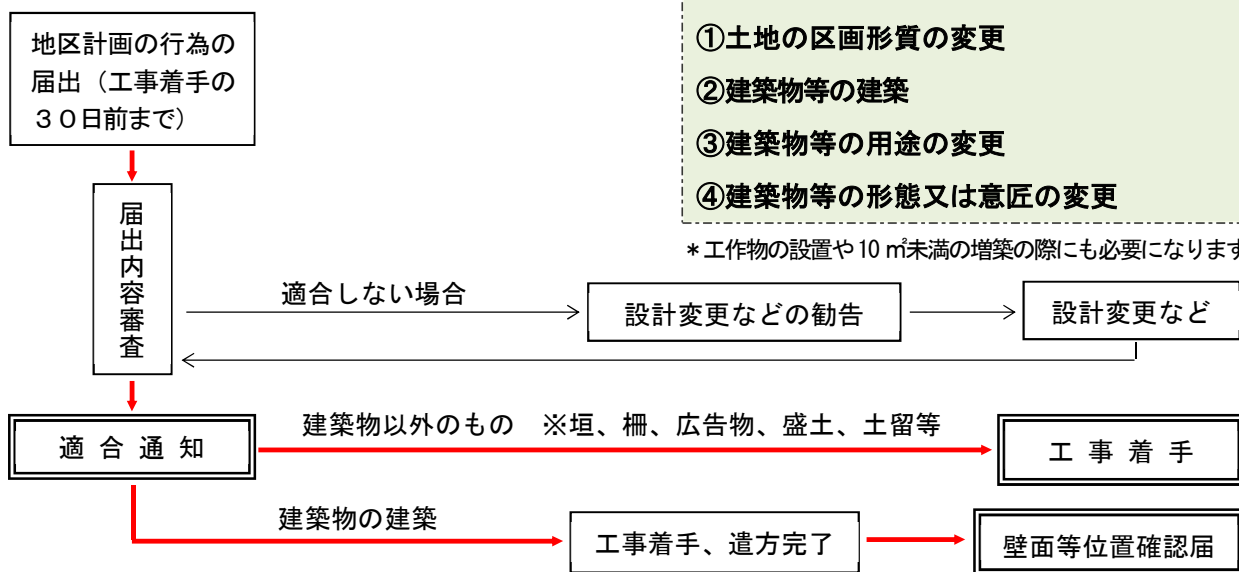 地区計画の行為の
届出（工事着手の
３０日前まで）
①土地の区画形質の変更
②建築物等の建築
③建築物等の用途の変更
④建築物等の形態又は意匠の変更
＊工作物の設置や10㎡未満の増築の際にも必要になります
届出内容審査
適合しない場合
設計変更などの勧告
設計変更など
適合通知
建築物以外のもの　※垣、柵、広告物、盛土、土留等
工事着手
建築物の建築
工事着手、遣方完了
壁面等位置確認届